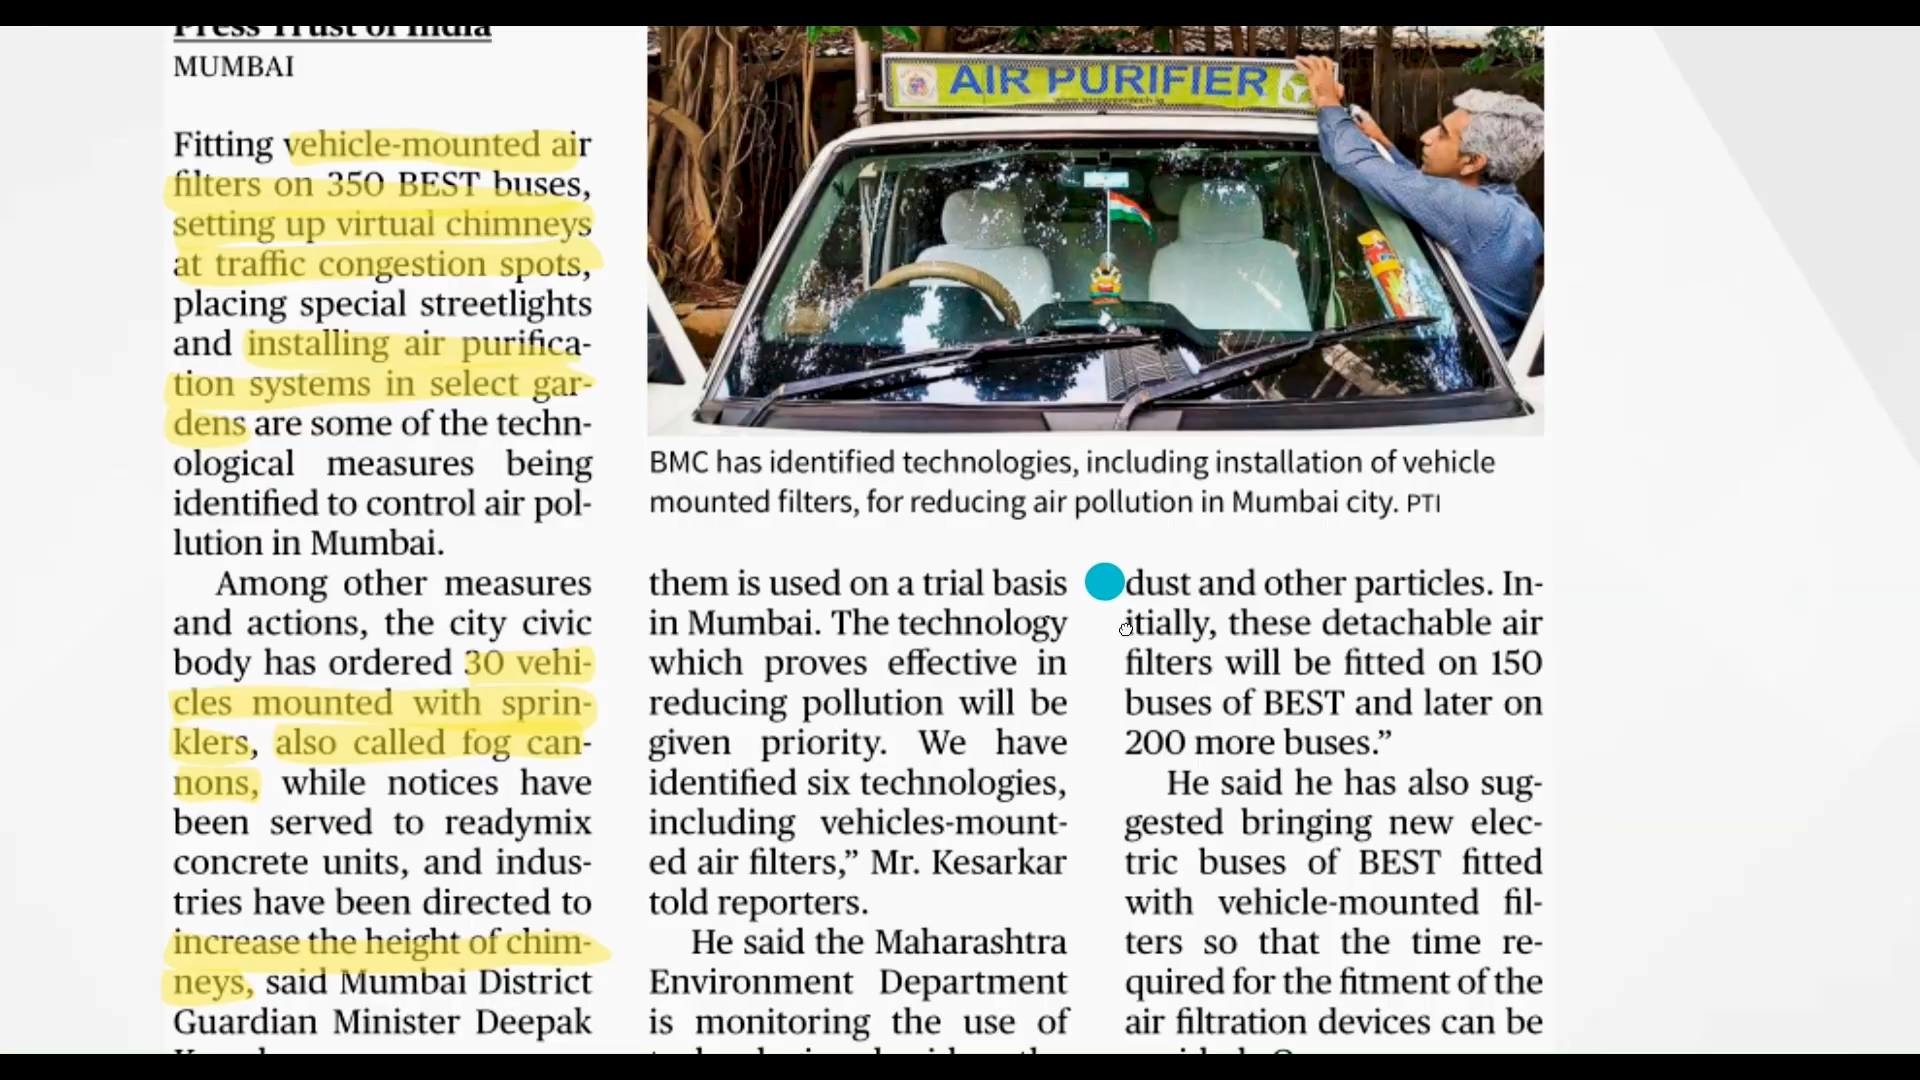 Press Trust of India
MUMBAI
Fitting vehicle-mounted air
filters on 350 BEST buses,
setting up virtual chimneys
at traffic congestion spots,
placing special streetlights
and installing air purifica-
tion systems in select gar-
dens are some of the techn-
ological measures being
identified to control air pol-
lution in Mumbai.
Among other measures
and actions, the city civic
body has ordered 30 vehi-
cles mounted with sprin-
klers, also called fog can-
nons, while notices have
been served to readymix
concrete units, and indus-
tries have been directed to
increase the height of chim-
neys, said Mumbai District
Guardian Minister Deepak
AIR PURIFIER
BMC has identified technologies, including installation of vehicle
mounted filters, for reducing air pollution in Mumbai city. PTI
them is used on a trial basis
in Mumbai. The technology
which proves effective in
reducing pollution will be
given priority. We have
identified six technologies,
including vehicles-mount-
ed air filters,” Mr. Kesarkar
told reporters.
He said the Maharashtra
Environment Department
is monitoring the use of
dust and other particles. In-
itially, these detachable air
filters will be fitted on 150
buses of BEST and later on
200 more buses.”
He said he has also sug-
gested bringing new elec-
tric buses of BEST fitted
with vehicle-mounted fil-
ters so that the time re-
quired for the fitment of the
air filtration devices can be